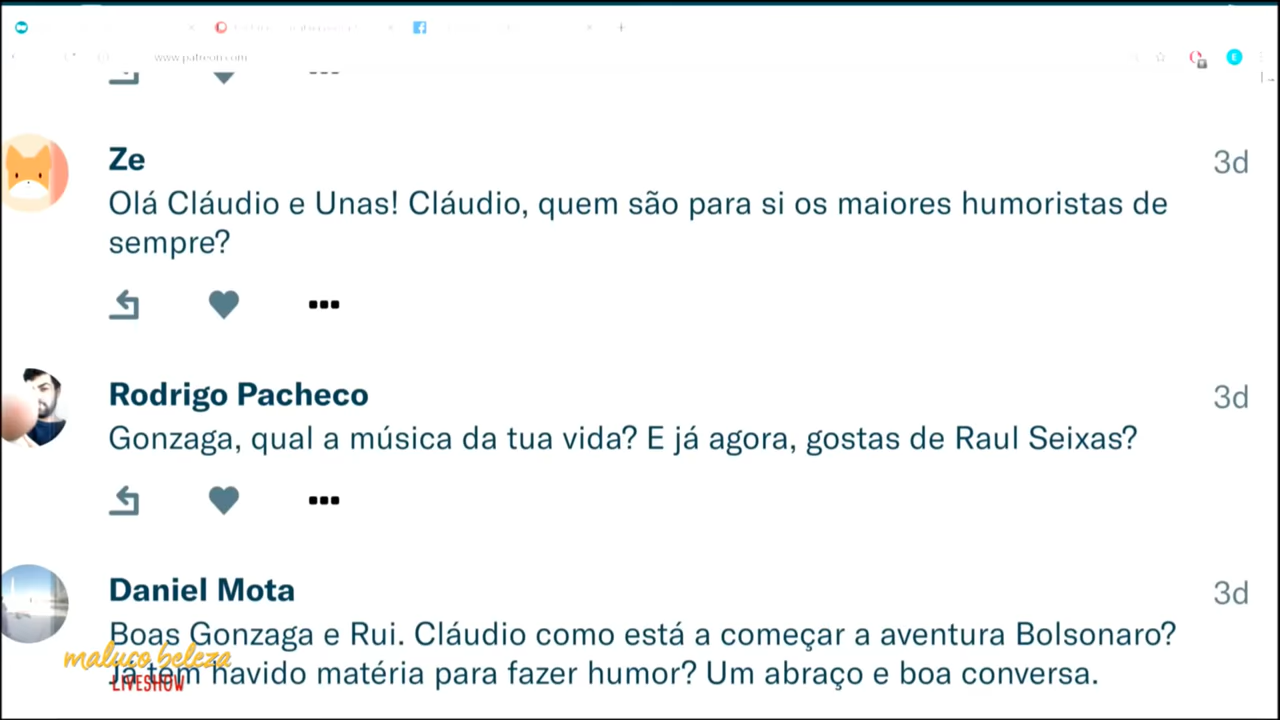 www.patreon.com
E
Ze
3d
Olá Cláudio e Unas! Cláudio, quem são para si os maiores humoristas de
sempre?
Rodrigo Pacheco
3d
Gonzaga, qual a música da tua vida? E já agora, gostas de Raul Seixas?
Daniel Mota
3d
Boas Gonzaga e Rui. Cláudio como está a começar a aventura Bolsonaro?
Já têm havido matéria para fazer humor? Um abraço e boa conversa.
maluco beleza
LIVESHOW